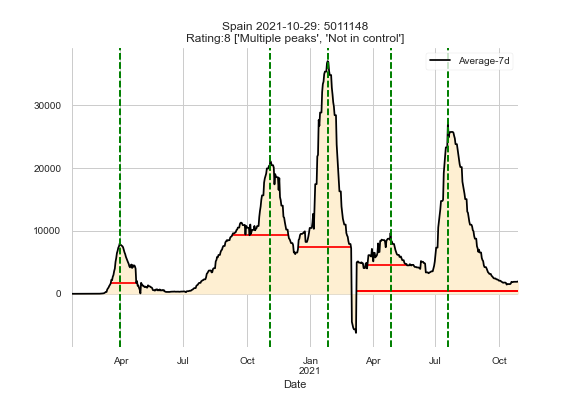 Spain 2021-10-29: 5011148
Rating:8 ['Multiple peaks', 'Not in control']
Average-7d
30000
20000
10000
0
Apr Jul Oct Jan Apr Jul Oct
2021
Date